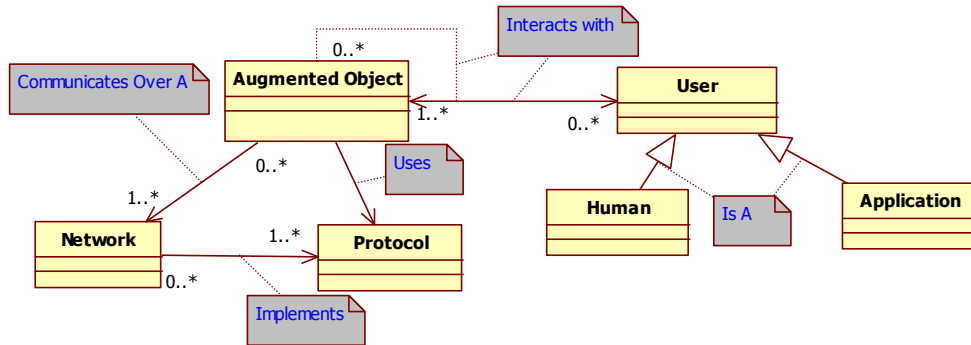 Interacts with
0..*
Communicates Over A
Augmented Object
User
1..*
0..*
0..*
Uses
1..*
Human
Is A
Application
Network
1..*
Protocol
0..*
Implements